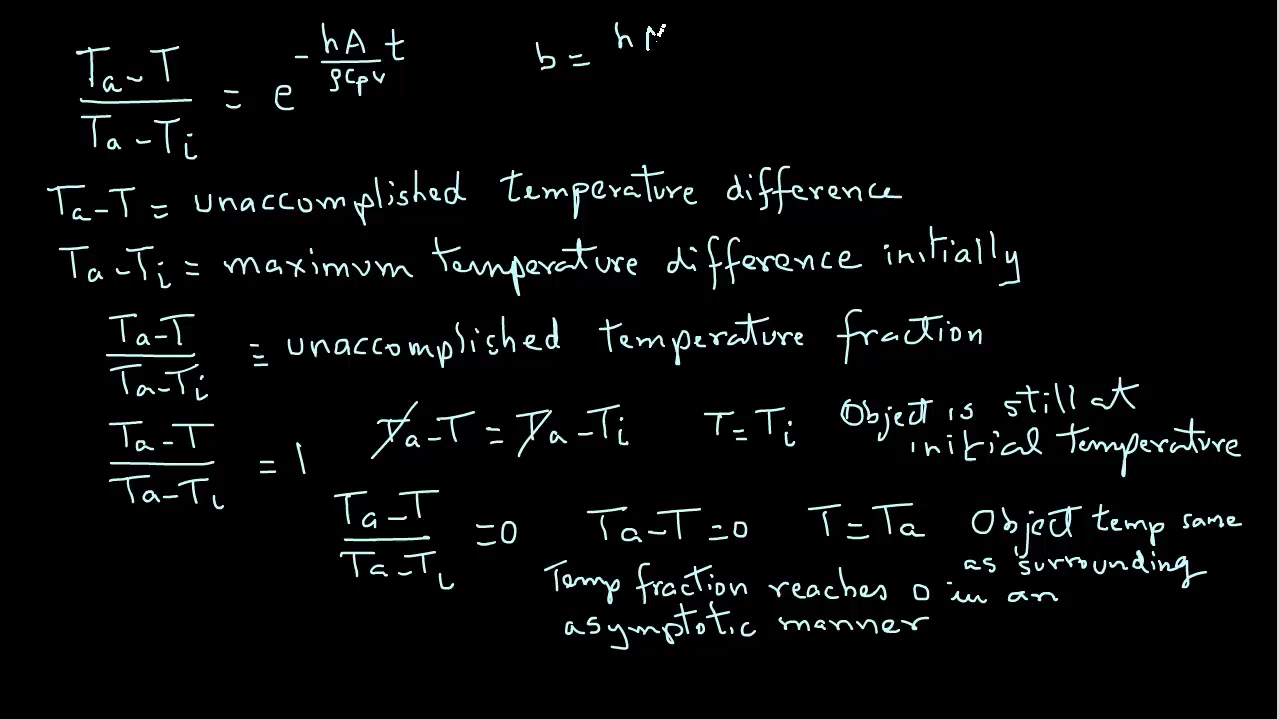 (Ta-T)/(Ta-Ti) = e^(-(hA/ρCpV) t)    b = h
Ta-T = unaccomplished temperature difference
Ta-Ti = maximum temperature difference initially
(Ta-T)/(Ta-Ti) = unaccomplished temperature fraction
(Ta-T)/(Ta-Ti) = 1    Ta-T = Ta-Ti    T = Ti    Object is still at
initial temperature
(Ta-T)/(Ta-Ti) = 0    Ta-T = 0    T = Ta    Object temp same
as surrounding
Temp fraction reaches 0 in an
asymptotic manner